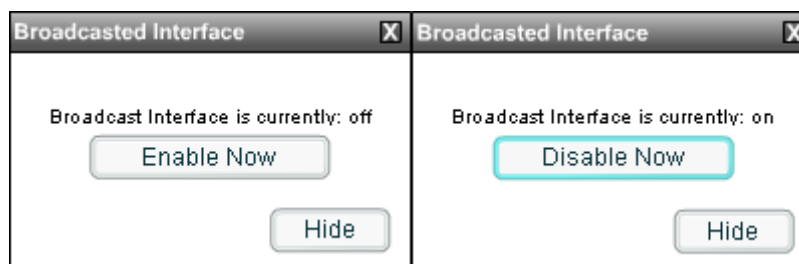 Broadcasted Interface X
Broadcast Interface is currently: off
Enable Now
Hide
Broadcasted Interface X
Broadcast Interface is currently: on
Disable Now
Hide